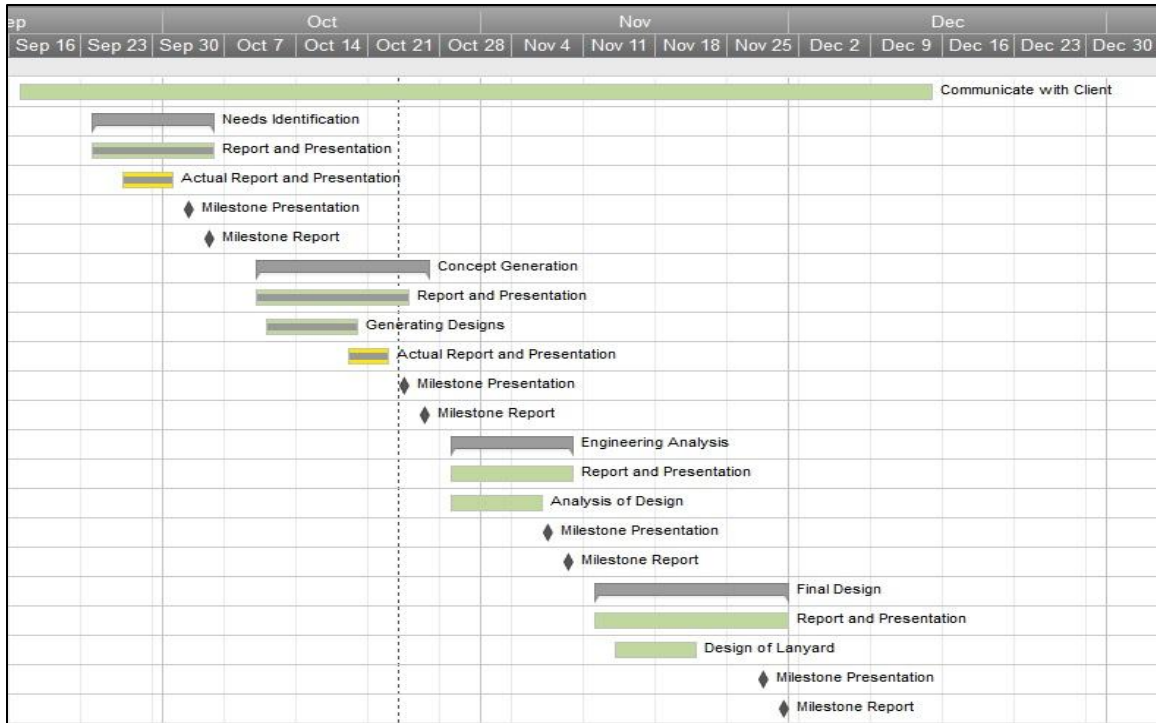 ep Oct Nov Dec
Sep 16 Sep 23 Sep 30 Oct 7 Oct 14 Oct 21 Oct 28 Nov 4 Nov 11 Nov 18 Nov 25 Dec 2 Dec 9 Dec 16 Dec 23 Dec 30
Communicate with Client
Needs Identification
Report and Presentation
Actual Report and Presentation
Milestone Presentation
Milestone Report
Concept Generation
Report and Presentation
Generating Designs
Actual Report and Presentation
Milestone Presentation
Milestone Report
Engineering Analysis
Report and Presentation
Analysis of Design
Milestone Presentation
Milestone Report
Final Design
Report and Presentation
Design of Lanyard
Milestone Presentation
Milestone Report